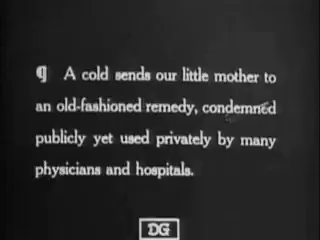 ¶ A cold sends our little mother to
an old-fashioned remedy, condemned
publicly yet used privately by many
physicians and hospitals.
DG